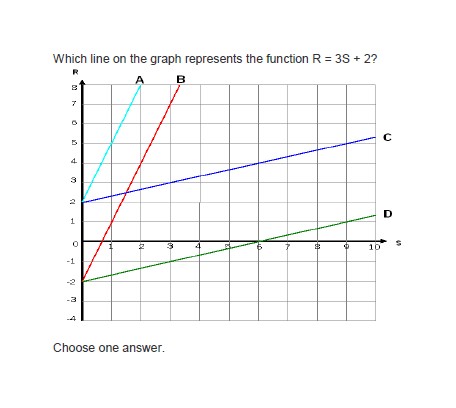 Which line on the graph represents the function R = 3S + 2?
R
A B
8
7
6
5
C
4
3
2
D
1
0 1 2 3 4 5 6 7 8 9 10 s
-1
-2
-3
-4
Choose one answer.